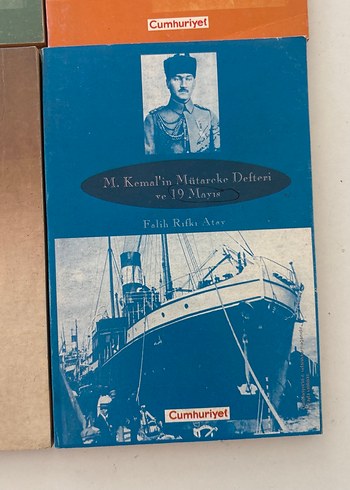 Cumhuriyet
M. Kemal'in Mütareke Defteri
ve 19 Mayıs
Falih Rıfkı Atay
Cumhuriyet